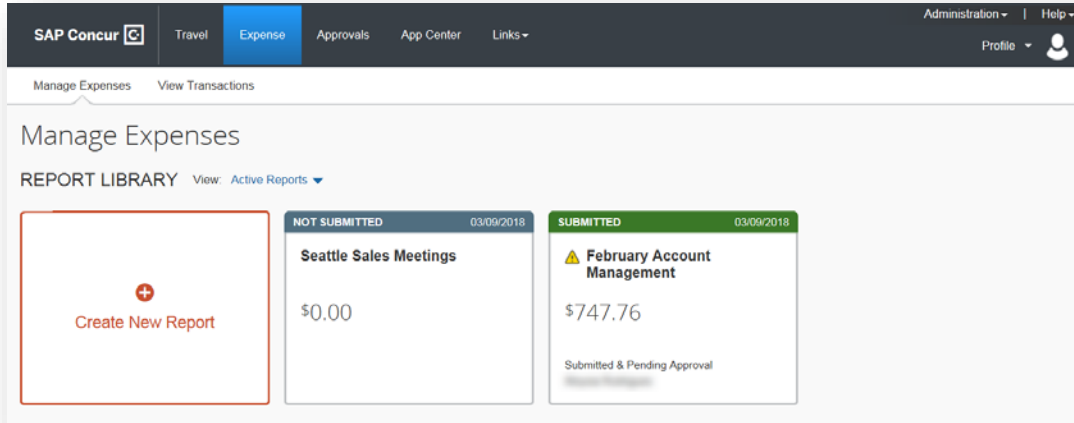 Administration | Help
SAP Concur C Travel Expense Approvals App Center Links
Profile
Manage Expenses View Transactions
Manage Expenses
REPORT LIBRARY View: Active Reports
NOT SUBMITTED 03/09/2018
Seattle Sales Meetings
$0.00
SUBMITTED 03/09/2018
February Account
Management
$747.76
Submitted & Pending Approval
Create New Report